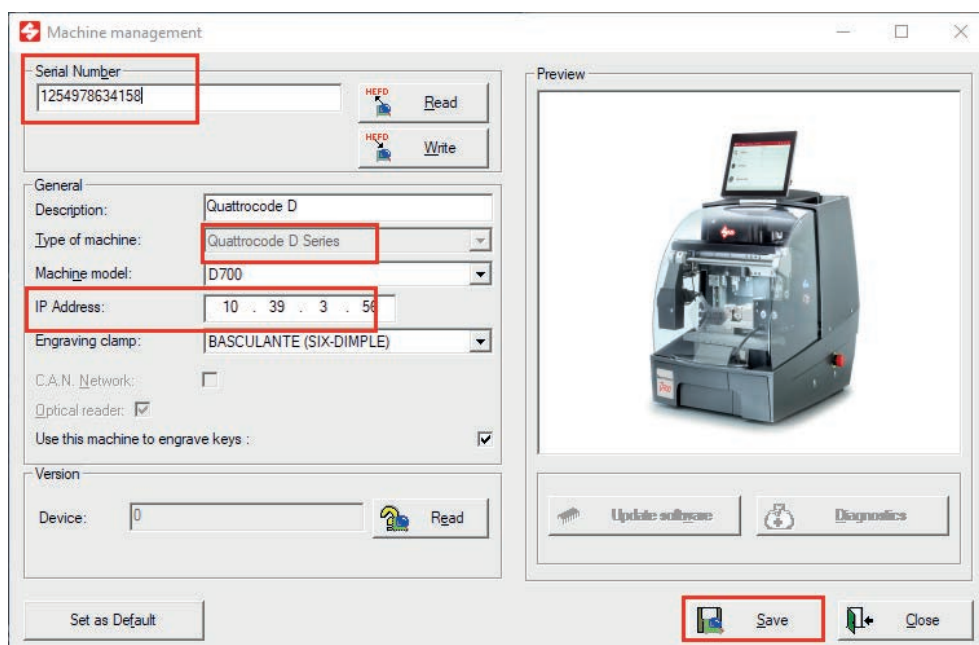 Machine management
Serial Number
1254978634158
HEFD
Read
HEFD
Write
General
Description: Quattrocode D
Type of machine: Quattrocode D Series
Machine model: D700
IP Address: 10 . 39 . 3 . 56
Engraving clamp: BASCULANTE (SIX-DIMPLE)
C.A.N. Network:
Optical reader:
Use this machine to engrave keys :
Version
Device: 0
Read
Set as Default
Preview
Update software
Diagnostics
Save
Close